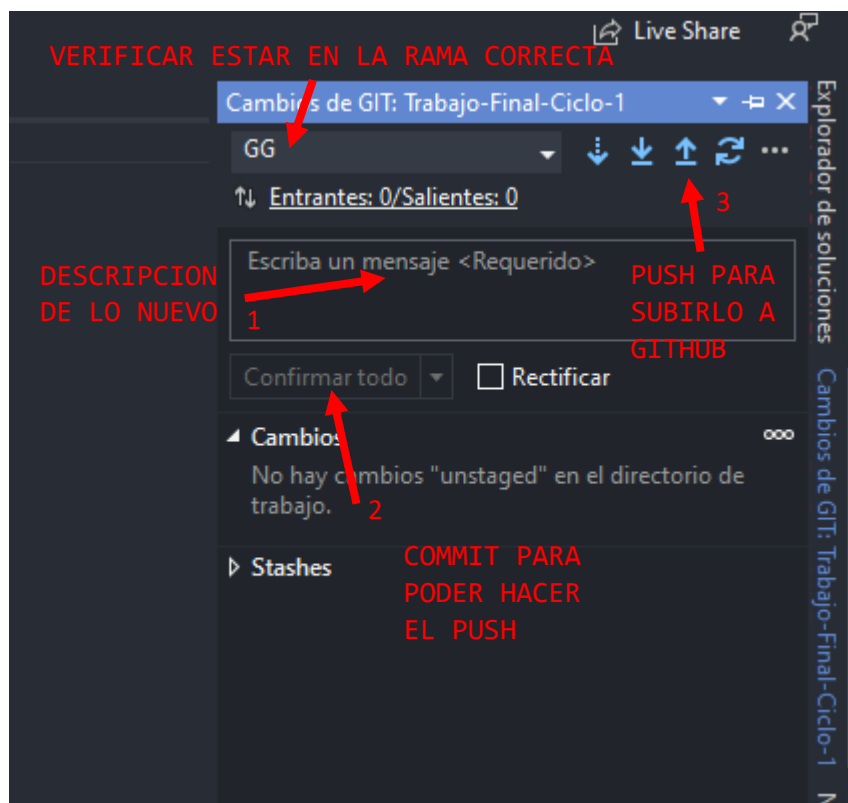 Live Share
VERIFICAR ESTAR EN LA RAMA CORRECTA
Cambios de GIT: Trabajo-Final-Ciclo-1
GG
Entrantes: 0/Salientes: 0
3
Escriba un mensaje <Requerido>
DESCRIPCION
DE LO NUEVO
1
PUSH PARA
SUBIRLO A
GITHUB
Confirmar todo
Rectificar
Cambios
No hay cambios "unstaged" en el directorio de
trabajo.
2
COMMIT PARA
PODER HACER
EL PUSH
Stashes
Explorador de soluciones
Cambios de GIT: Trabajo-Final-Ciclo-1